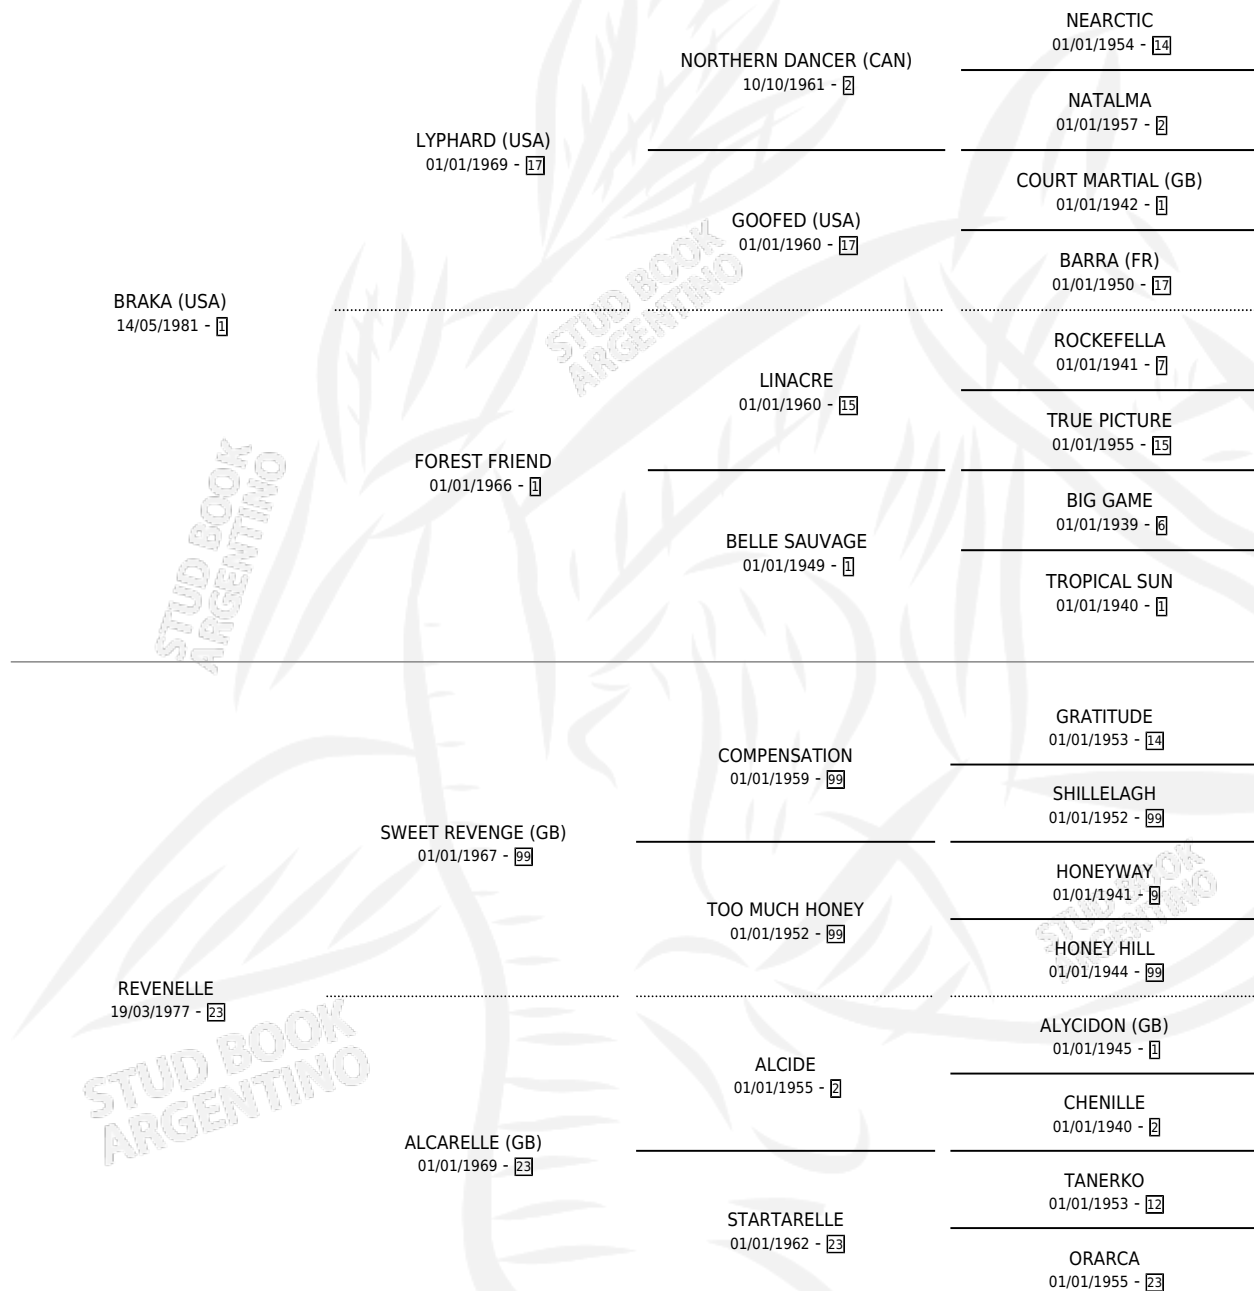 NEARCTIC
01/01/1954 - 14
NORTHERN DANCER (CAN)
10/10/1961 - 2
NATALMA
01/01/1957 - 2
LYPHARD (USA)
01/01/1969 - 17
COURT MARTIAL (GB)
01/01/1942 - 1
GOOFED (USA)
01/01/1960 - 17
BARRA (FR)
01/01/1950 - 17
BRAKA (USA)
14/05/1981 - 1
ROCKEFELLA
01/01/1941 - 7
LINACRE
01/01/1960 - 15
TRUE PICTURE
01/01/1955 - 15
FOREST FRIEND
01/01/1966 - 1
BIG GAME
01/01/1939 - 6
BELLE SAUVAGE
01/01/1949 - 1
TROPICAL SUN
01/01/1940 - 1
GRATITUDE
01/01/1953 - 14
COMPENSATION
01/01/1959 - 99
SHILLELAGH
01/01/1952 - 99
SWEET REVENGE (GB)
01/01/1967 - 99
HONEYWAY
01/01/1941 - 9
TOO MUCH HONEY
01/01/1952 - 99
HONEY HILL
01/01/1944 - 99
REVENELLE
19/03/1977 - 23
ALYCIDON (GB)
01/01/1945 - 1
ALCIDE
01/01/1955 - 2
CHENILLE
01/01/1940 - 2
ALCARELLE (GB)
01/01/1969 - 23
TANERKO
01/01/1953 - 12
STARTARELLE
01/01/1962 - 23
ORARCA
01/01/1955 - 23
STUD BOOK
ARGENTINO
STUD BOOK
ARGENTINO
STUD BOOK
ARGENTINO
STUD BOOK
ARGENTINO